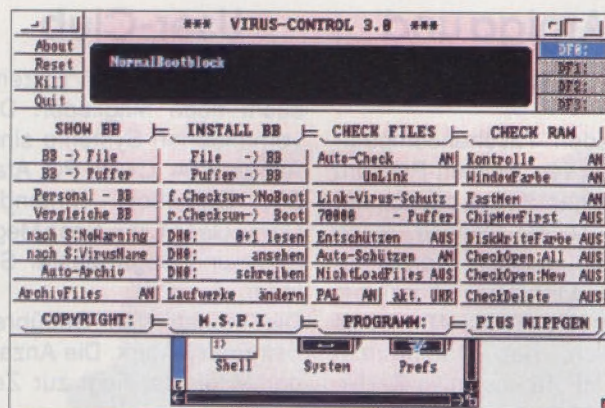 *** VIRUS-CONTROL 3.0 ***
About
Reset
Kill
Quit
NormalBootblock
DF0:
DF1:
DF2:
DF3:
SHOW BB
INSTALL BB
CHECK FILES
CHECK RAM
BB -> File
File -> BB
Auto-Check AN
Kontrolle AN
BB -> Puffer
Puffer -> BB
UnLink
WindowFarbe AN
Personal - BB
f.Checksum->NoBoot
Link-Virus-Schutz
FastMem AN
Vergleiche BB
r.Checksum-> Boot
70000 - Puffer
ChipMemFirst AUS
nach S:NoWarning
DH0: 0+1 lesen
Entschützen AUS
DiskWriteFarbe AUS
nach S:VirusName
DH0: ansehen
Auto-Schützen AN
CheckOpen:All AUS
Auto-Archiv
DH0: schreiben
NichtLoadFiles AUS
CheckOpen:New AUS
ArchivFiles AN
Laufwerke ändern
PAL AN
akt. UHR
CheckDelete AUS
COPYRIGHT:
M.S.P.I.
PROGRAMM:
PIUS NIPPGEN
Shell
System
Prefs